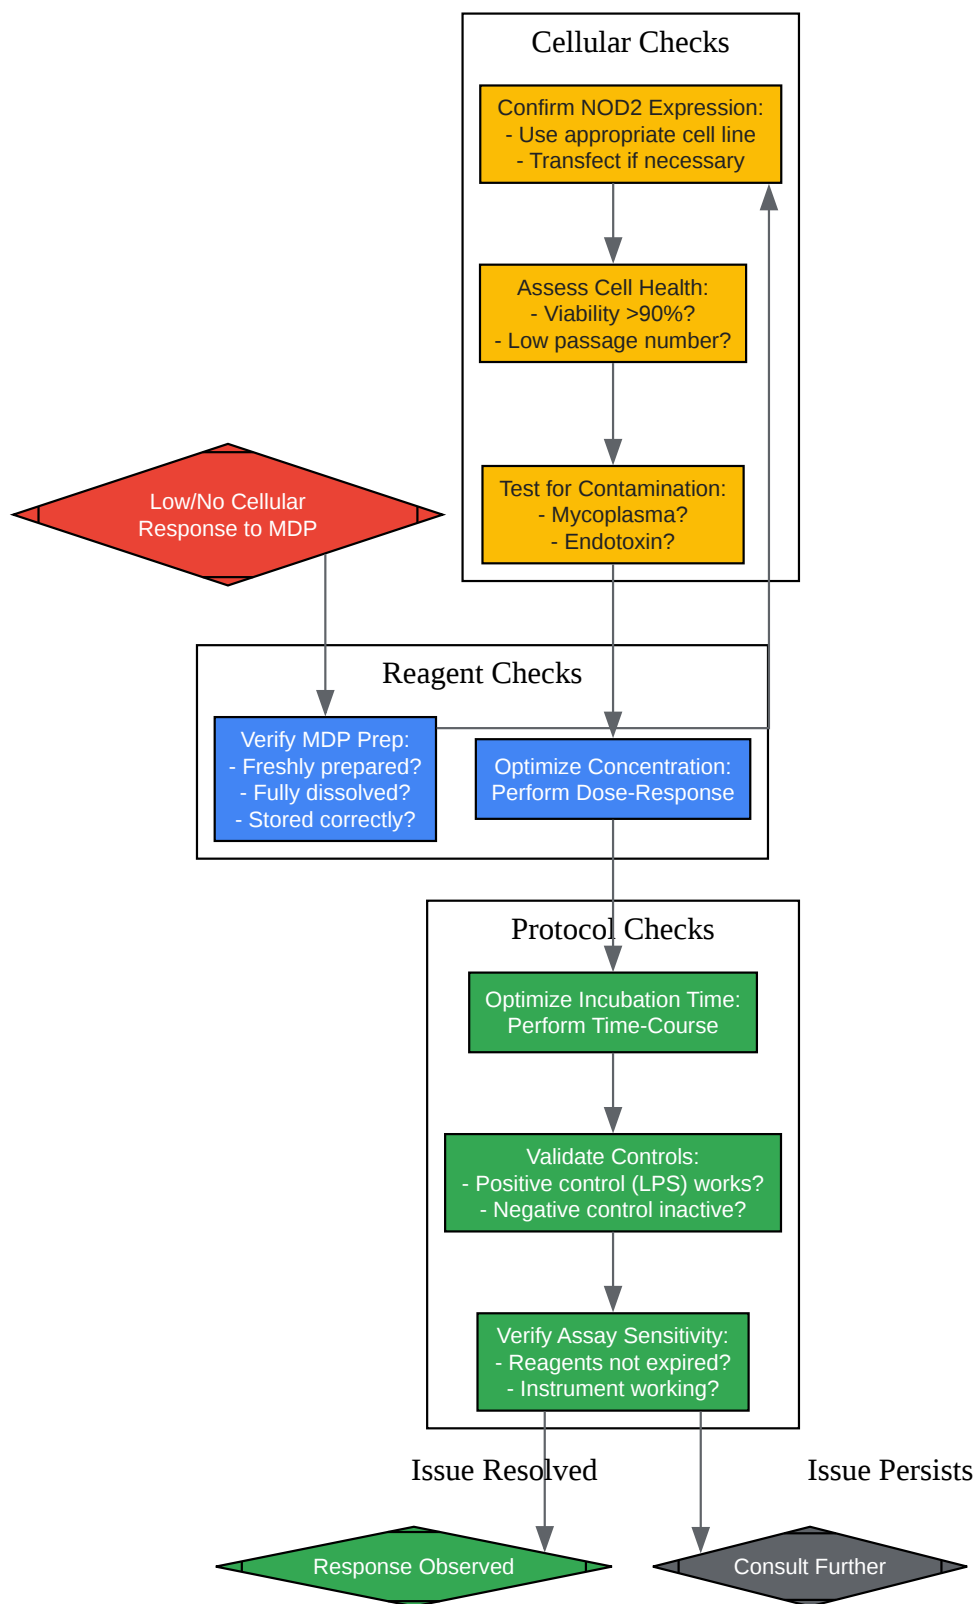 Cellular Checks
Confirm NOD2 Expression:
- Use appropriate cell line
- Transfect if necessary
Assess Cell Health:
- Viability >90%?
- Low passage number?
Test for Contamination:
- Mycoplasma?
- Endotoxin?
Low/No Cellular
Response to MDP
Reagent Checks
Verify MDP Prep:
- Freshly prepared?
- Fully dissolved?
- Stored correctly?
Optimize Concentration:
Perform Dose-Response
Protocol Checks
Optimize Incubation Time:
Perform Time-Course
Validate Controls:
- Positive control (LPS) works?
- Negative control inactive?
Verify Assay Sensitivity:
- Reagents not expired?
- Instrument working?
Issue Resolved
Issue Persists
Response Observed
Consult Further